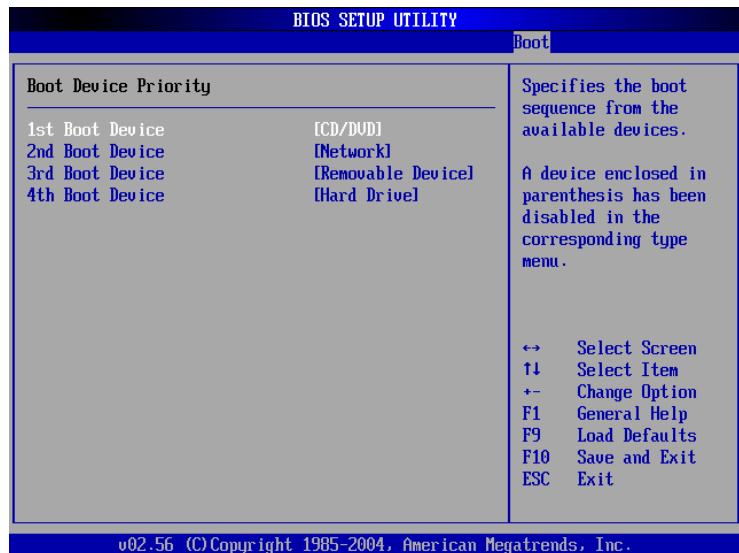 BIOS SETUP UTILITY
Boot
Boot Device Priority
1st Boot Device [CD/DVD]
2nd Boot Device [Network]
3rd Boot Device [Removable Device]
4th Boot Device [Hard Drive]
Specifies the boot
sequence from the
available devices.
A device enclosed in
parenthesis has been
disabled in the
corresponding type
menu.
↔ Select Screen
↑↓ Select Item
+- Change Option
F1 General Help
F9 Load Defaults
F10 Save and Exit
ESC Exit
v02.56 (C)Copyright 1985-2004, American Megatrends, Inc.